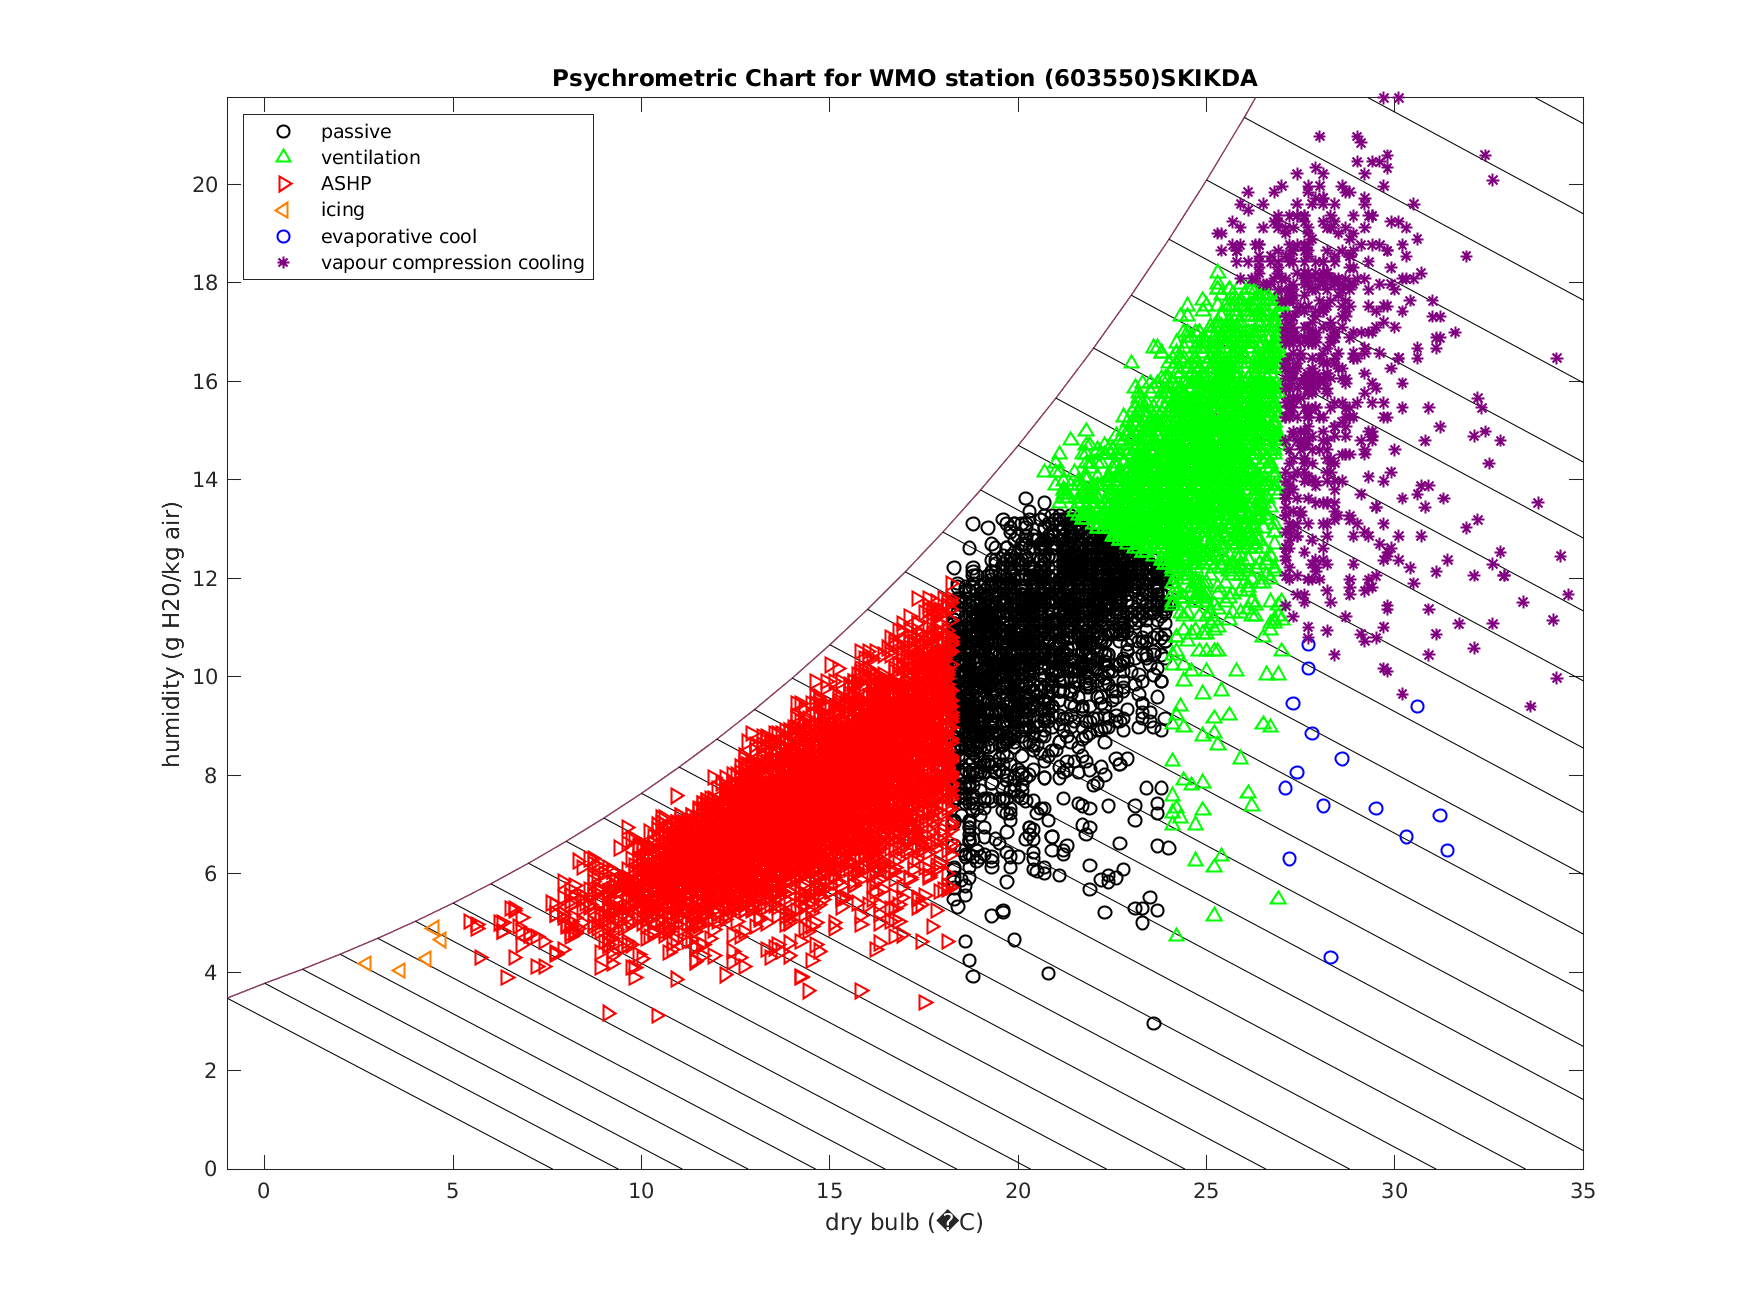 Psychrometric Chart for WMO station (603550)SKIKDA
passive
ventilation
ASHP
icing
evaporative cool
vapour compression cooling
humidity (g H20/kg air)
20
18
16
14
12
10
8
6
4
2
0
0 5 10 15 20 25 30 35
dry bulb (�C)